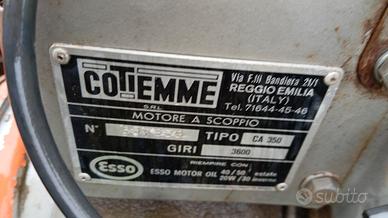 COTIEMME
S.R.L.
Via F.lli Bandiera 21/1
REGGIO EMILIA
(ITALY)
Tel. 71644-45-46
MOTORE A SCOPPIO
N° TIPO CA 350
GIRI 3600
RIEMPIRE CON
Esso
ESSO MOTOR OIL 40/50 estate
20W/30 inverno
subito